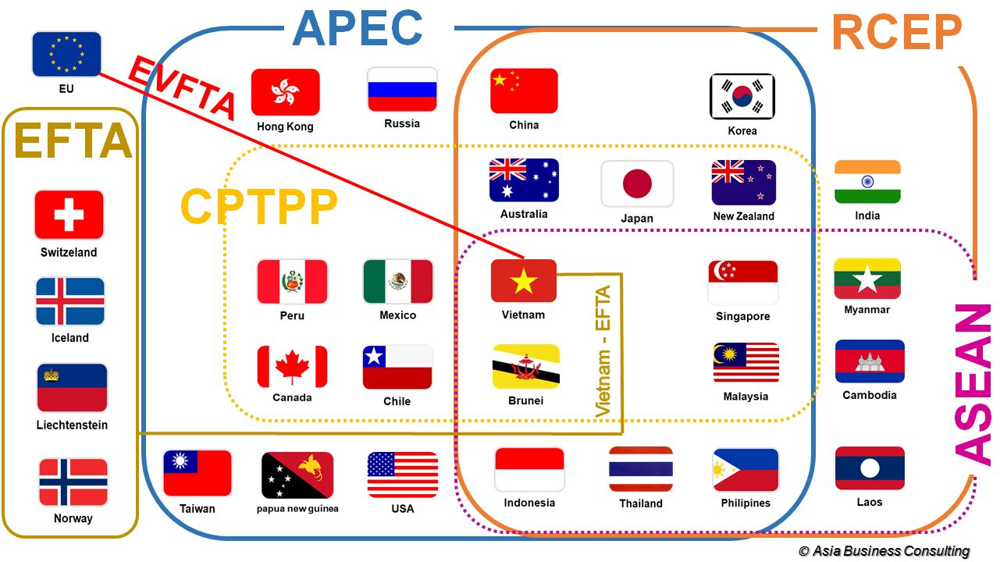 APEC
RCEP
EU
EVFTA
EFTA
Hong Kong
Russia
China
Korea
CPTPP
Australia
Japan
New Zealand
India
Switzeland
Iceland
Liechtenstein
Norway
Peru
Mexico
Vietnam
Singapore
Myanmar
Vietnam - EFTA
ASEAN
Canada
Chile
Brunei
Malaysia
Cambodia
Taiwan
papua new guinea
USA
Indonesia
Thailand
Philipines
Laos
© Asia Business Consulting